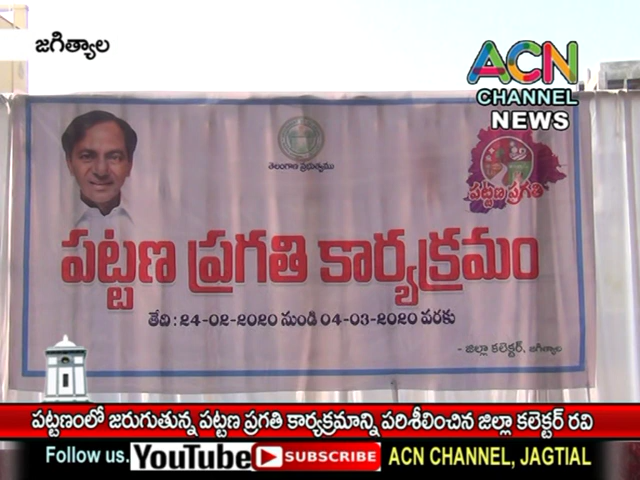 జగిత్యాల
ACN
CHANNEL
NEWS
తెలంగాణ ప్రభుత్వము
పట్టణ ప్రగతి
పట్టణ ప్రగతి కార్యక్రమం
తేది : 24-02-2020 నుండి 04-03-2020 వరకు
- జిల్లా కలెక్టర్, జగిత్యాల
పట్టణంలో జరుగుతున్న పట్టణ ప్రగతి కార్యక్రమాన్ని పరిశీలించిన జిల్లా కలెక్టర్ రవి
Follow us. YouTube SUBSCRIBE ACN CHANNEL, JAGTIAL